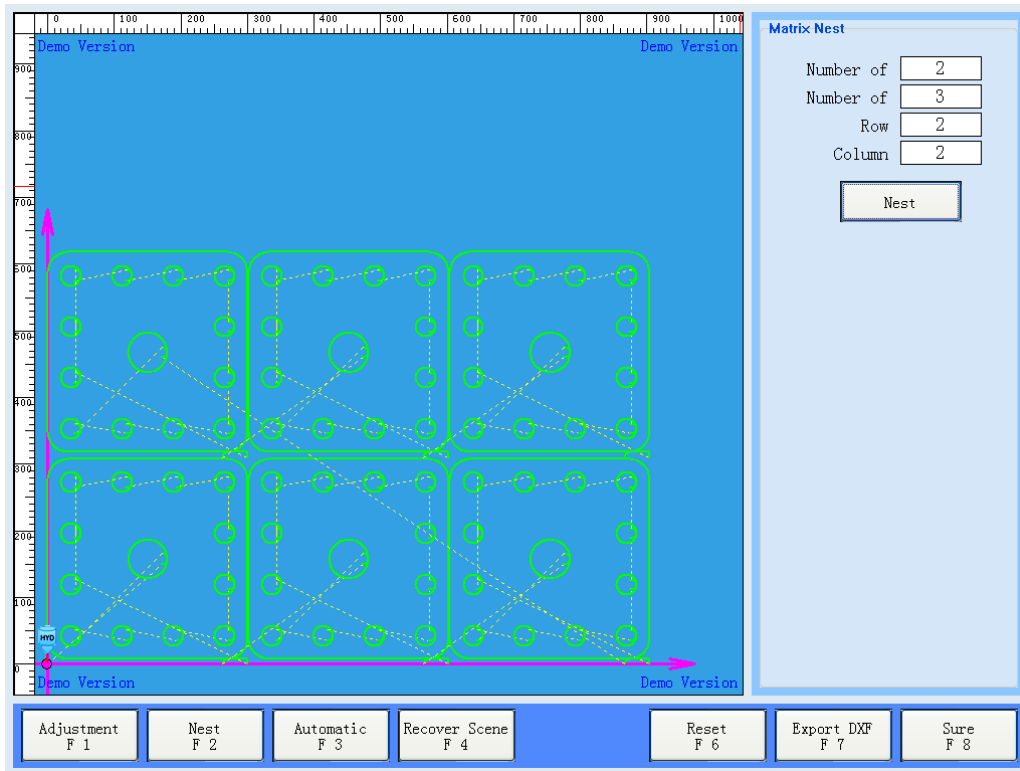 0 100 200 300 400 500 600 700 800 900 1000
Matrix Nest
Demo Version Demo Version
900
Number of 2
Number of 3
Row 2
800
Column 2
Nest
700
600
500
400
300
200
100
HYD
0
Demo Version Demo Version
Adjustment
F 1
Nest
F 2
Automatic
F 3
Recover Scene
F 4
Reset
F 6
Export DXF
F 7
Sure
F 8